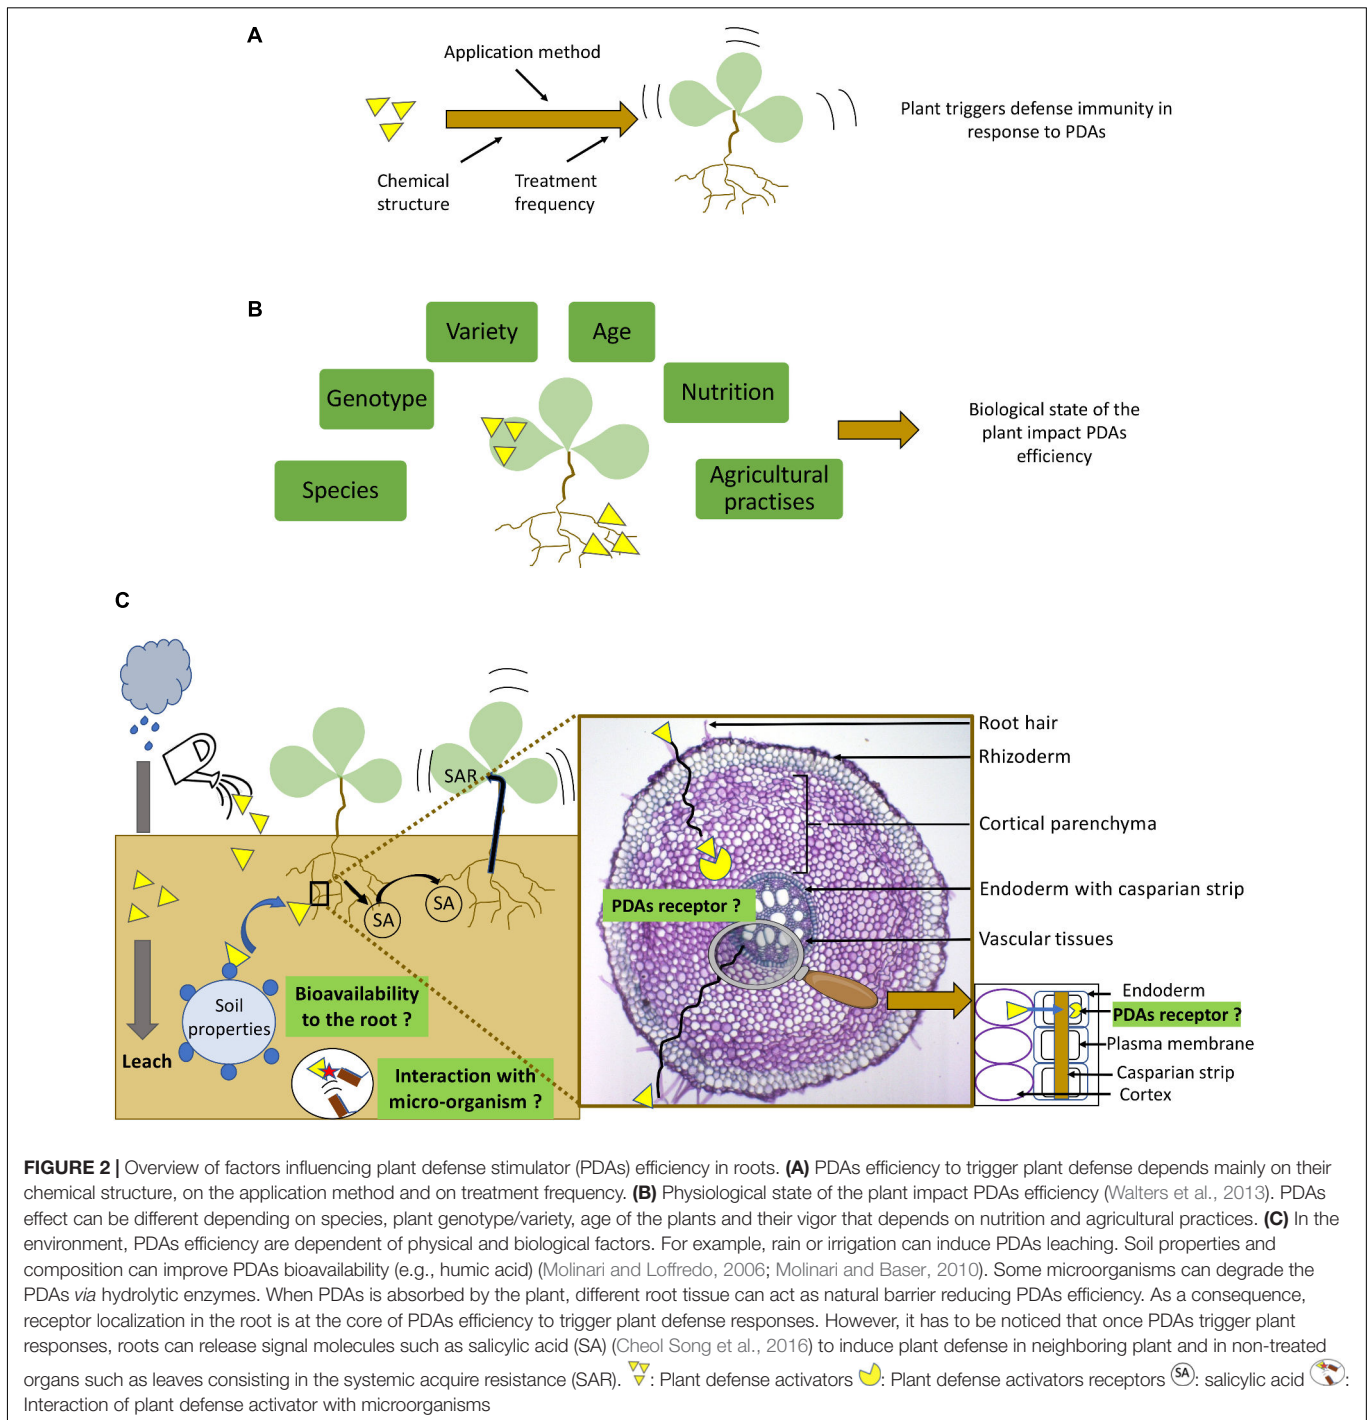 A
Application method
Plant triggers defense immunity in
response to PDAs
Chemical
structure
Treatment
frequency
B
Variety
Age
Genotype
Nutrition
Species
Agricultural
practises
Biological state of the
plant impact PDAs
efficiency
C
SAR
SA
SA
Soil
properties
Leach
Bioavailability
to the root ?
Interaction with
micro-organism ?
PDAs receptor ?
Root hair
Rhizoderm
Cortical parenchyma
Endoderm with casparian strip
Vascular tissues
Endoderm
PDAs receptor ?
Plasma membrane
Casparian strip
Cortex
FIGURE 2 | Overview of factors influencing plant defense stimulator (PDAs) efficiency in roots. (A) PDAs efficiency to trigger plant defense depends mainly on their
chemical structure, on the application method and on treatment frequency. (B) Physiological state of the plant impact PDAs efficiency (Walters et al., 2013). PDAs
effect can be different depending on species, plant genotype/variety, age of the plants and their vigor that depends on nutrition and agricultural practices. (C) In the
environment, PDAs efficiency are dependent of physical and biological factors. For example, rain or irrigation can induce PDAs leaching. Soil properties and
composition can improve PDAs bioavailability (e.g., humic acid) (Molinari and Loffredo, 2006; Molinari and Baser, 2010). Some microorganisms can degrade the
PDAs via hydrolytic enzymes. When PDAs is absorbed by the plant, different root tissue can act as natural barrier reducing PDAs efficiency. As a consequence,
receptor localization in the root is at the core of PDAs efficiency to trigger plant defense responses. However, it has to be noticed that once PDAs trigger plant
responses, roots can release signal molecules such as salicylic acid (SA) (Cheol Song et al., 2016) to induce plant defense in neighboring plant and in non-treated
organs such as leaves consisting in the systemic acquire resistance (SAR). : Plant defense activators : Plant defense activators receptors SA: salicylic acid :
Interaction of plant defense activator with microorganisms